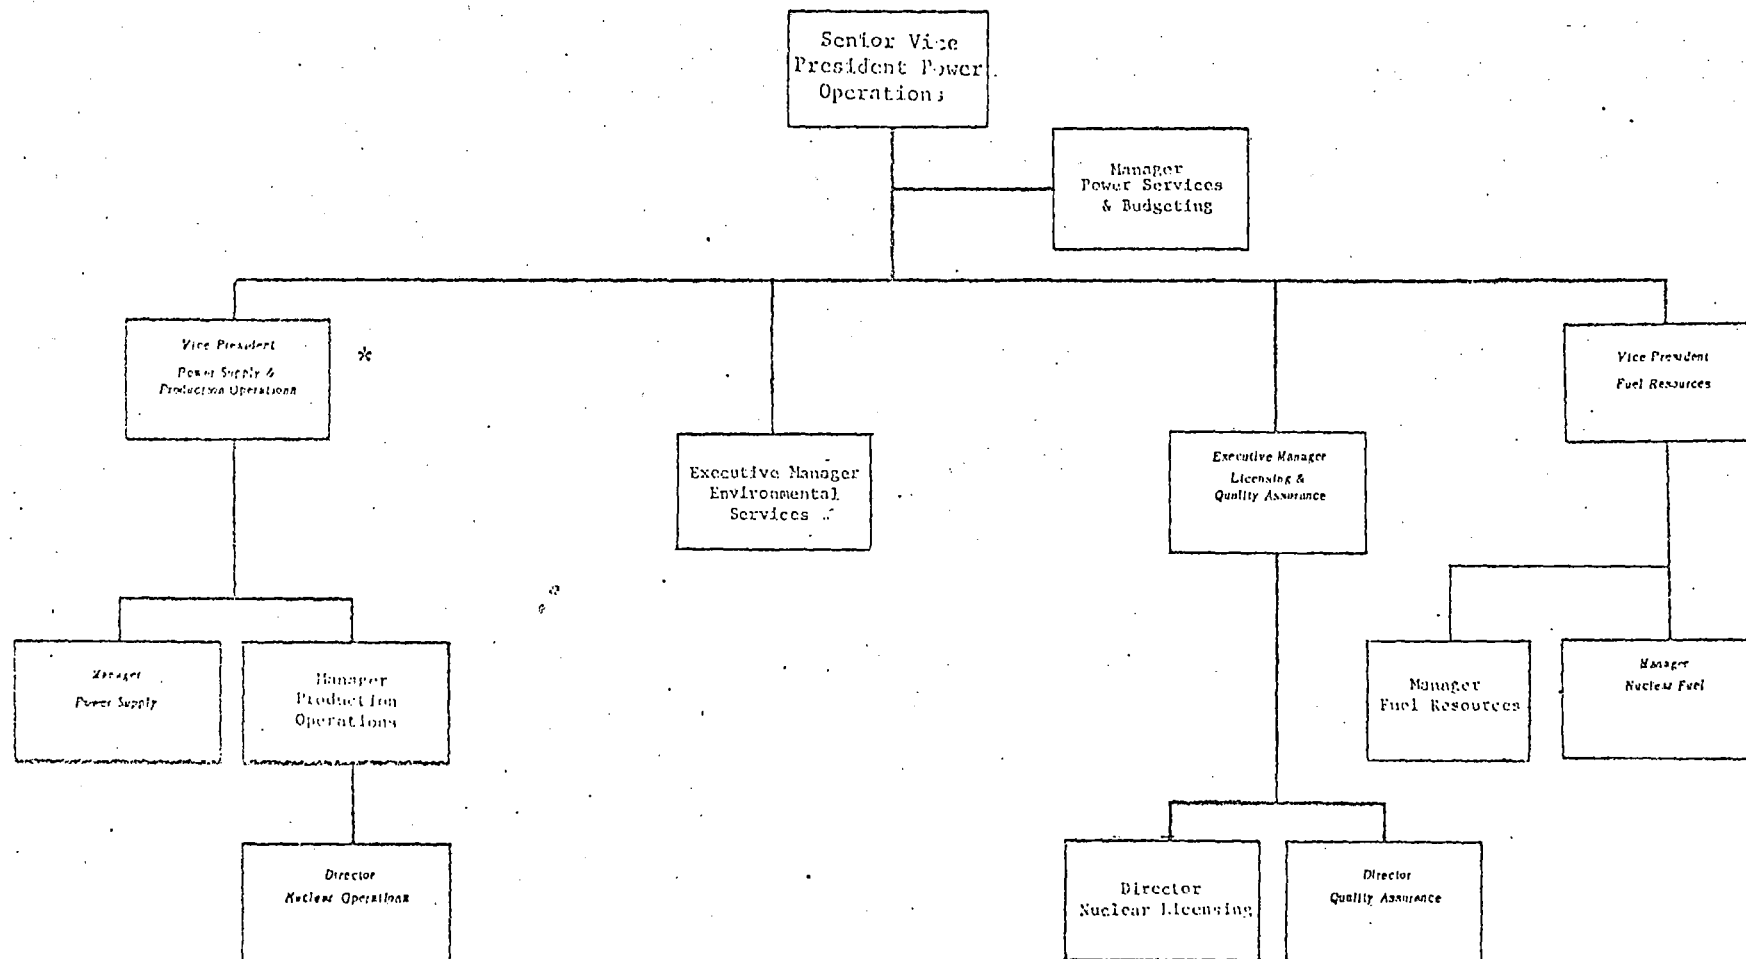 Senior Vice
President Power
Operations
Manager
Power Services
& Budgeting
Vice President
Power Supply &
Production Operations
*
Vice President
Fuel Resources
Executive Manager
Environmental
Services
Executive Manager
Licensing &
Quality Assurance
Manager
Power Supply
Manager
Production
Operations
Manager
Fuel Resources
Manager
Nuclear Fuel
Director
Nuclear Operations
Director
Nuclear Licensing
Director
Quality Assurance